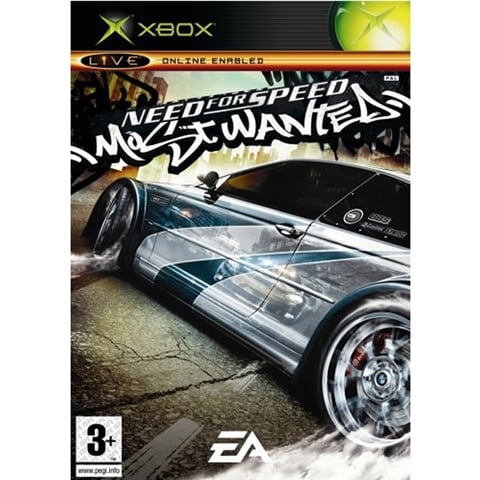 XBOX
LIVE ONLINE ENABLED
PAL
NEED FOR SPEED
MOST WANTED
3+
www.pegi.info
EA